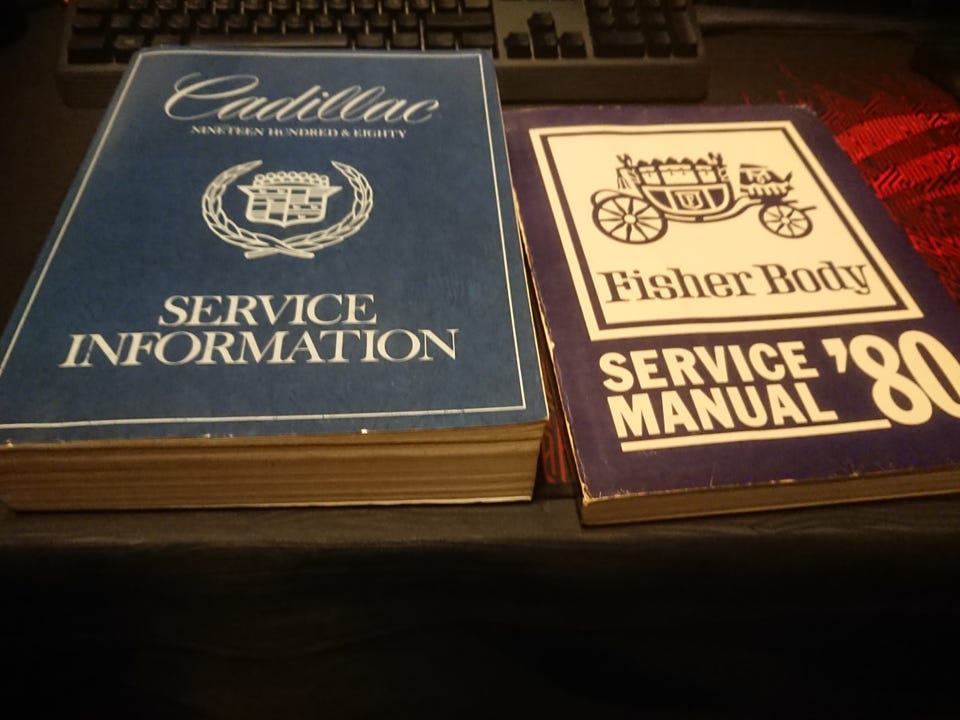 Cadillac
NINETEEN HUNDRED & EIGHTY
SERVICE
INFORMATION
Fisher Body
SERVICE
MANUAL
'80